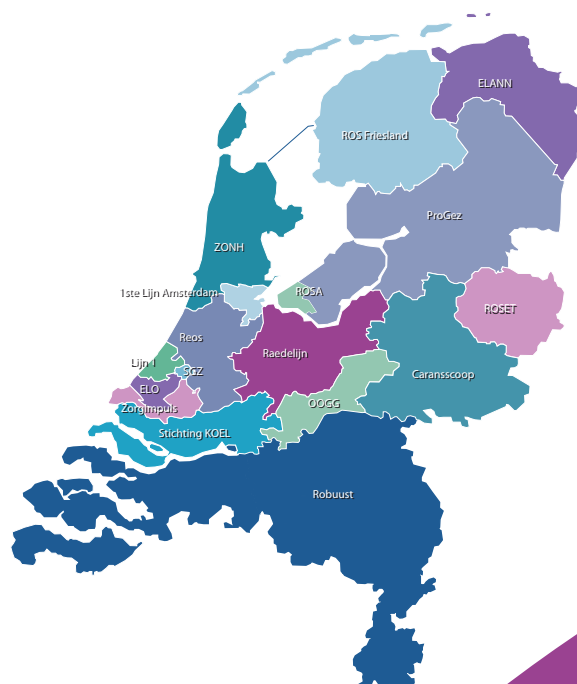 ELANN
ROS Friesland
ProGez
ZONH
1ste Lijn Amsterdam
ROSA
ROSET
Reos
Raedelijn
Lijn 1
SGZ
Caransscoop
ELO
Zorgimpuls
OOGG
Stichting KOEL
Robuust